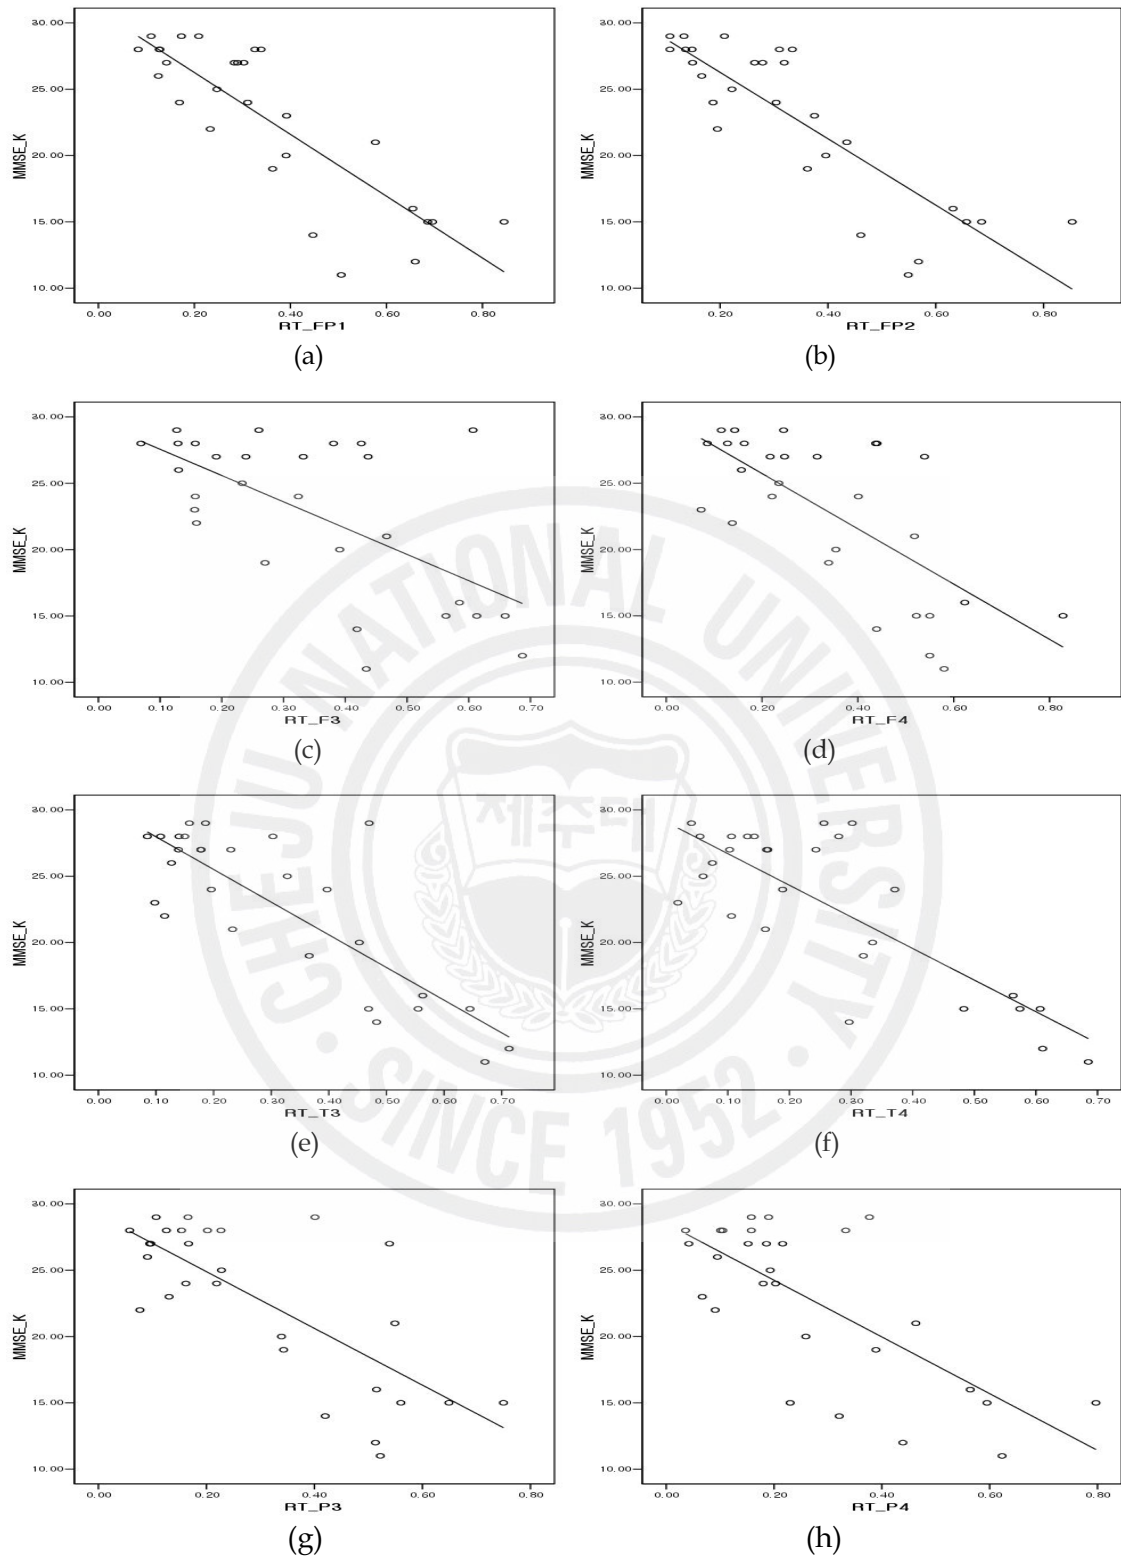 30.00 30.00
25.00 25.00
MMSE_K MMSE_K
20.00 20.00
15.00 15.00
10.00 10.00
0.00 0.20 0.40 0.60 0.80 0.20 0.40 0.60 0.80
RT_FP1 RT_FP2
(a) (b)
30.00 30.00
25.00 25.00
MMSE_K MMSE_K
20.00 20.00
15.00 15.00
10.00 10.00
0.00 0.10 0.20 0.30 0.40 0.50 0.60 0.70 0.00 0.20 0.40 0.60 0.80
RT_F3 RT_F4
(c) (d)
CHEJU NATIONAL UNIVERSITY
제주대
• SINCE 1952 •
30.00 30.00
25.00 25.00
MMSE_K MMSE_K
20.00 20.00
15.00 15.00
10.00 10.00
0.00 0.10 0.20 0.30 0.40 0.50 0.60 0.70 0.00 0.10 0.20 0.30 0.40 0.50 0.60 0.70
RT_T3 RT_T4
(e) (f)
30.00 30.00
25.00 25.00
MMSE_K MMSE_K
20.00 20.00
15.00 15.00
10.00 10.00
0.00 0.20 0.40 0.60 0.80 0.00 0.20 0.40 0.60 0.80
RT_P3 RT_P4
(g) (h)